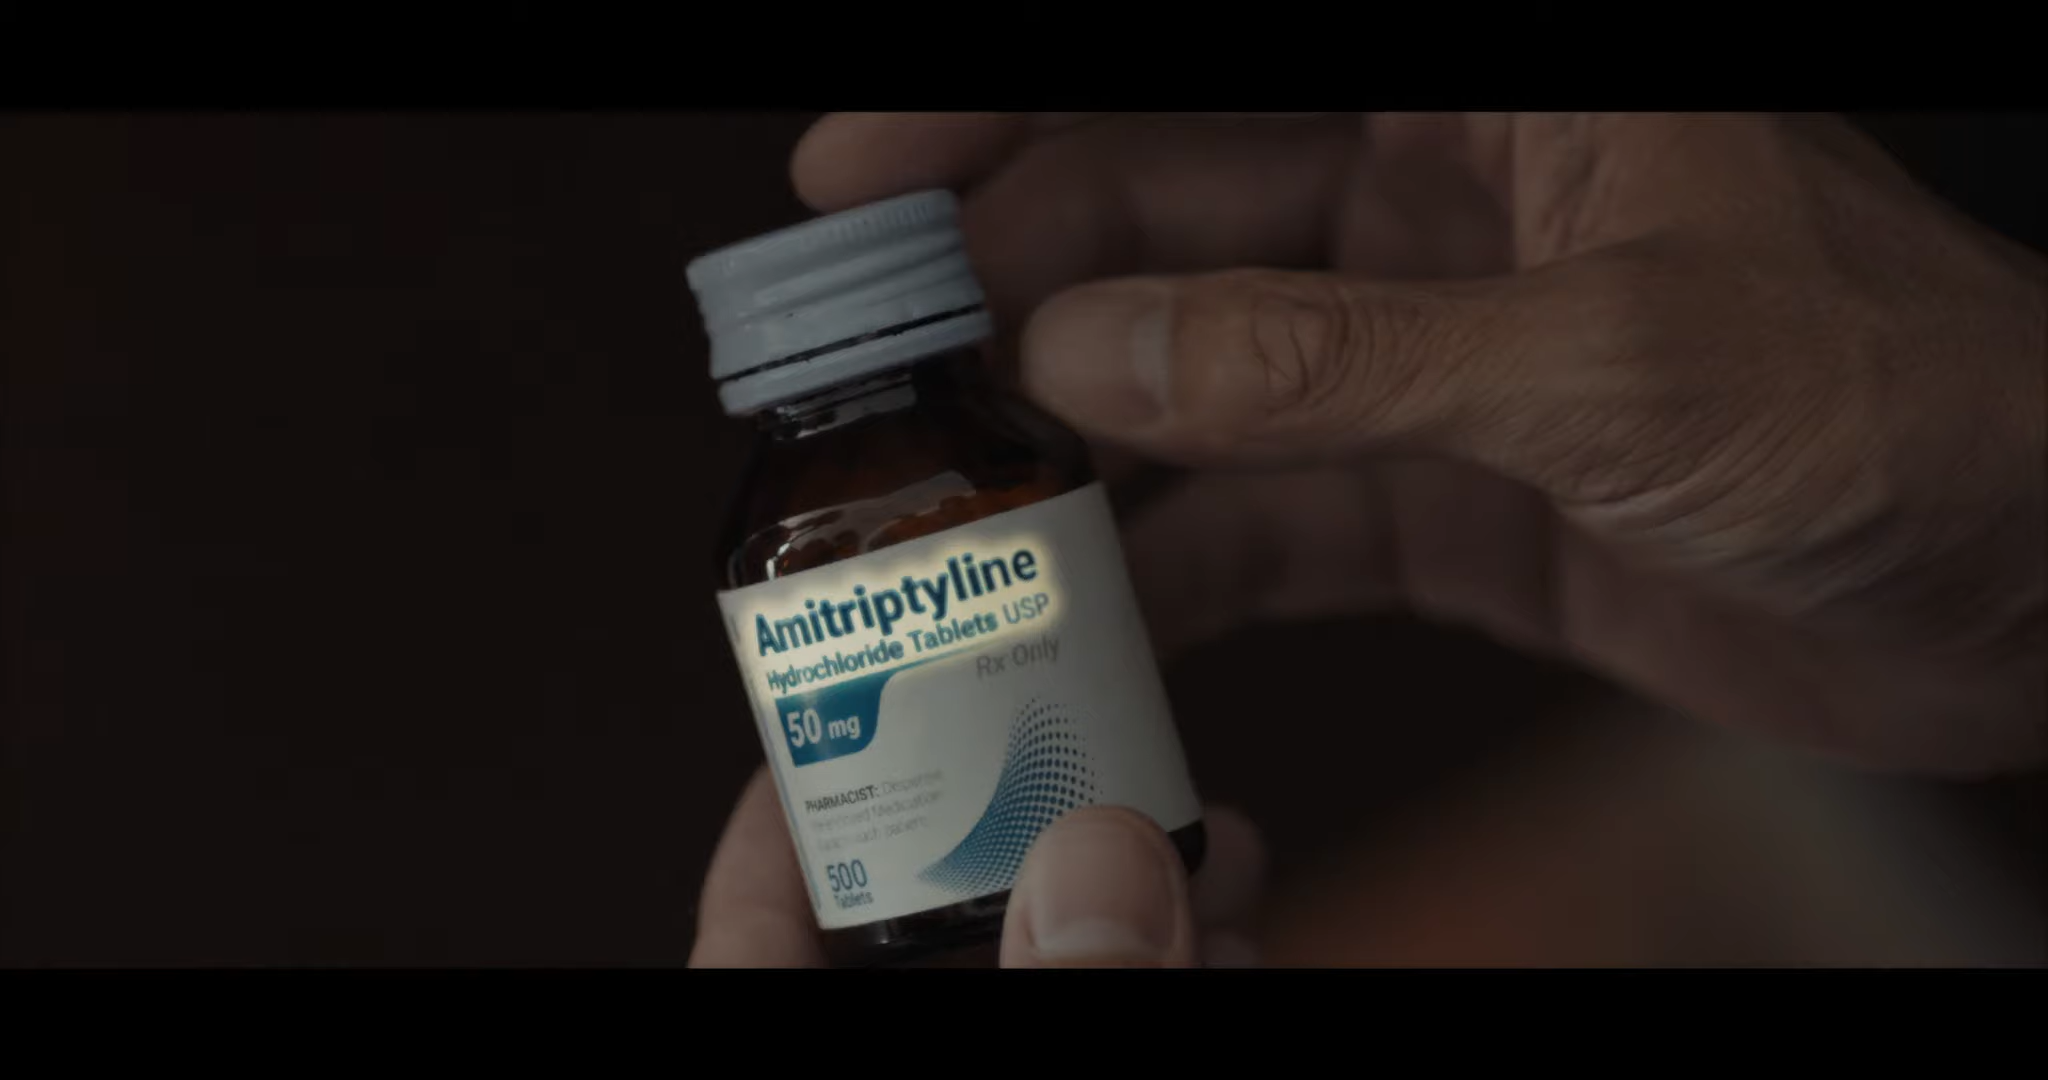 Amitriptyline
Hydrochloride Tablets USP
Rx Only
50 mg
PHARMACIST:
500
Tablets